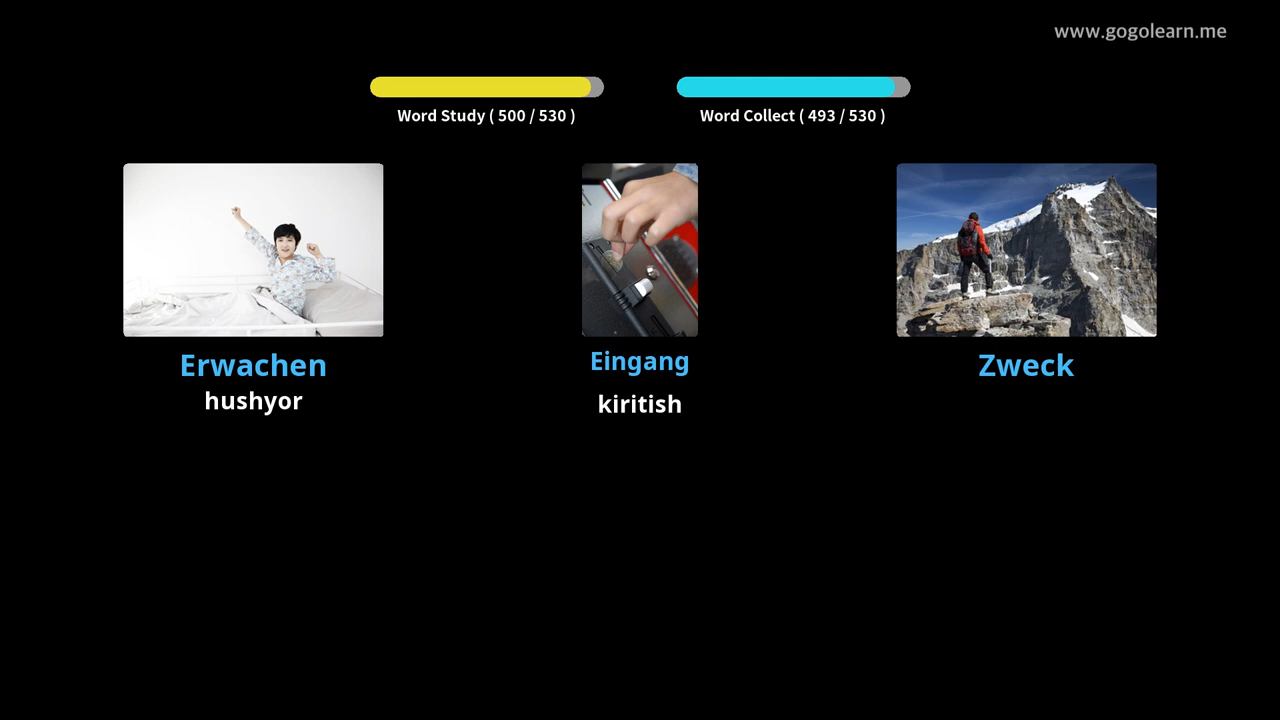 www.gogolearn.me
Word Study ( 500 / 530 )
Word Collect ( 493 / 530 )
Erwachen
hushyor
Eingang
kiritish
Zweck